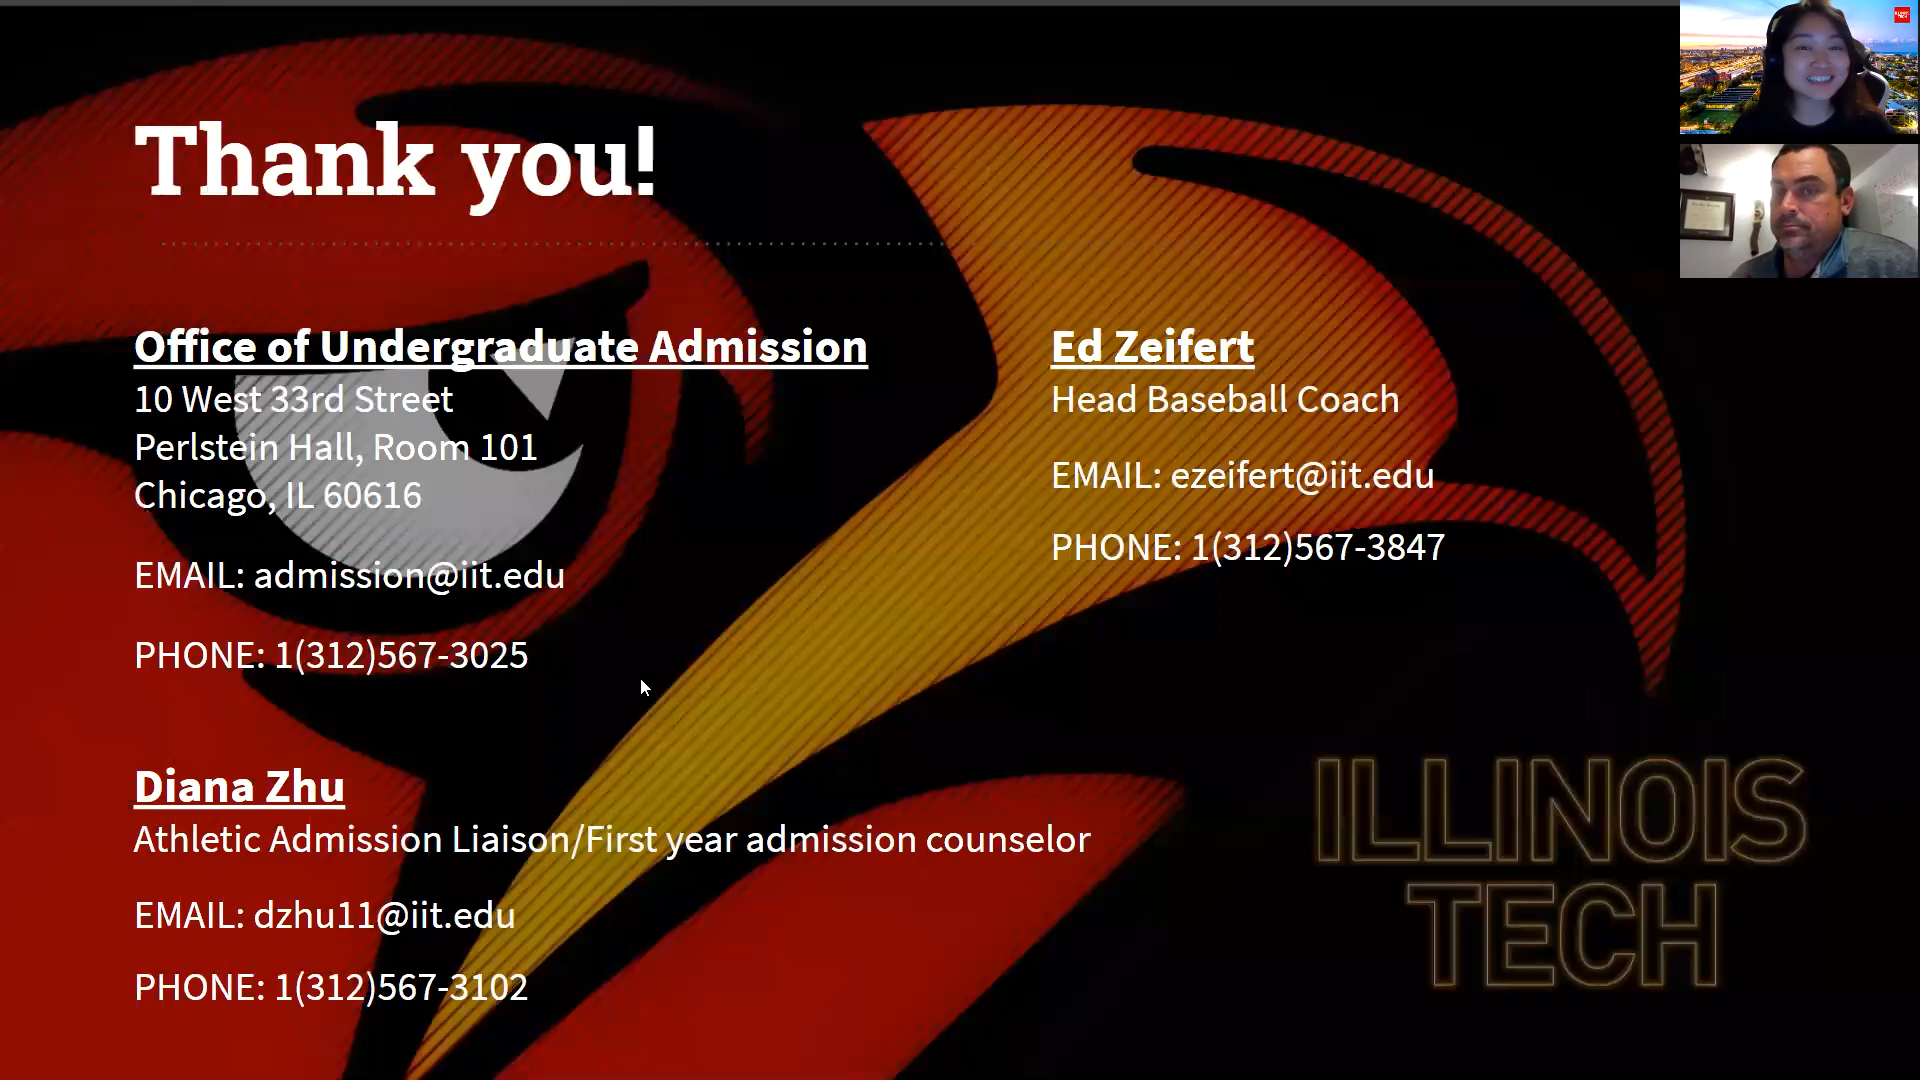 Thank you!
Office of Undergraduate Admission
10 West 33rd Street
Perlstein Hall, Room 101
Chicago, IL 60616
EMAIL: admission@iit.edu
PHONE: 1(312)567-3025
Diana Zhu
Athletic Admission Liaison/First year admission counselor
EMAIL: dzhu11@iit.edu
PHONE: 1(312)567-3102
Ed Zeifert
Head Baseball Coach
EMAIL: ezeifert@iit.edu
PHONE: 1(312)567-3847
ILLINOIS
TECH